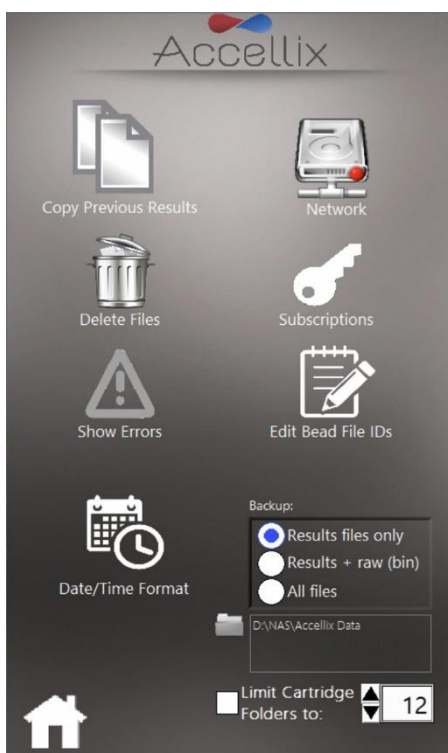 Accellix
Copy Previous Results
Network
Delete Files
Subscriptions
Show Errors
Edit Bead File IDs
Date/Time Format
Backup:
Results files only
Results + raw (bin)
All files
D:\NAS\Accellix Data
Limit Cartridge
Folders to:
12